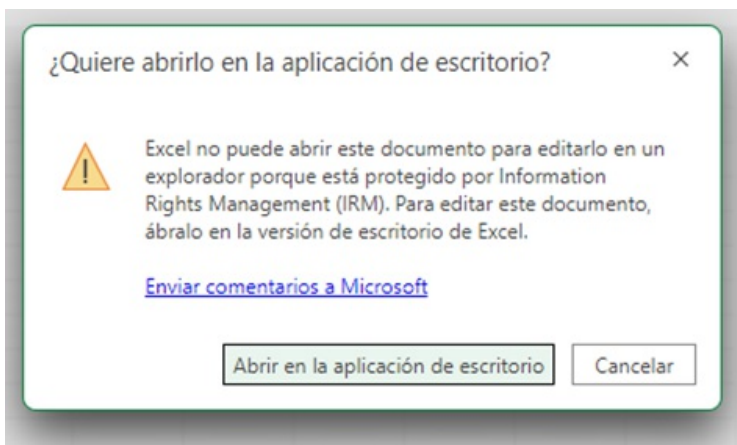 ¿Quiere abrirlo en la aplicación de escritorio?
Excel no puede abrir este documento para editarlo en un
explorador porque está protegido por Information
Rights Management (IRM). Para editar este documento,
ábralo en la versión de escritorio de Excel.
Enviar comentarios a Microsoft
Abrir en la aplicación de escritorio
Cancelar